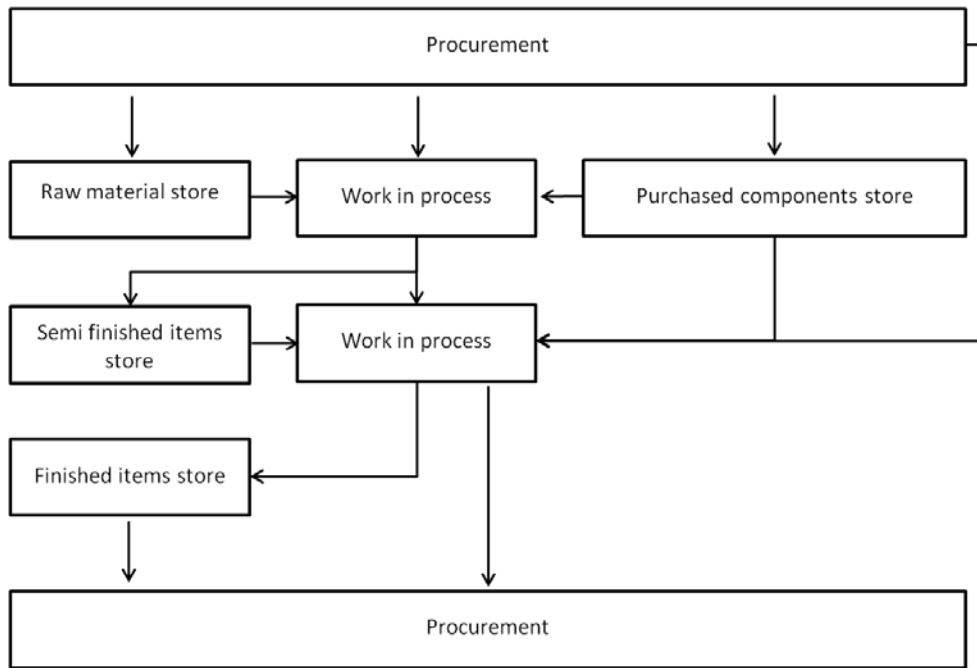 Procurement
Raw material store
Work in process
Purchased components store
Semi finished items
store
Work in process
Finished items store
Procurement